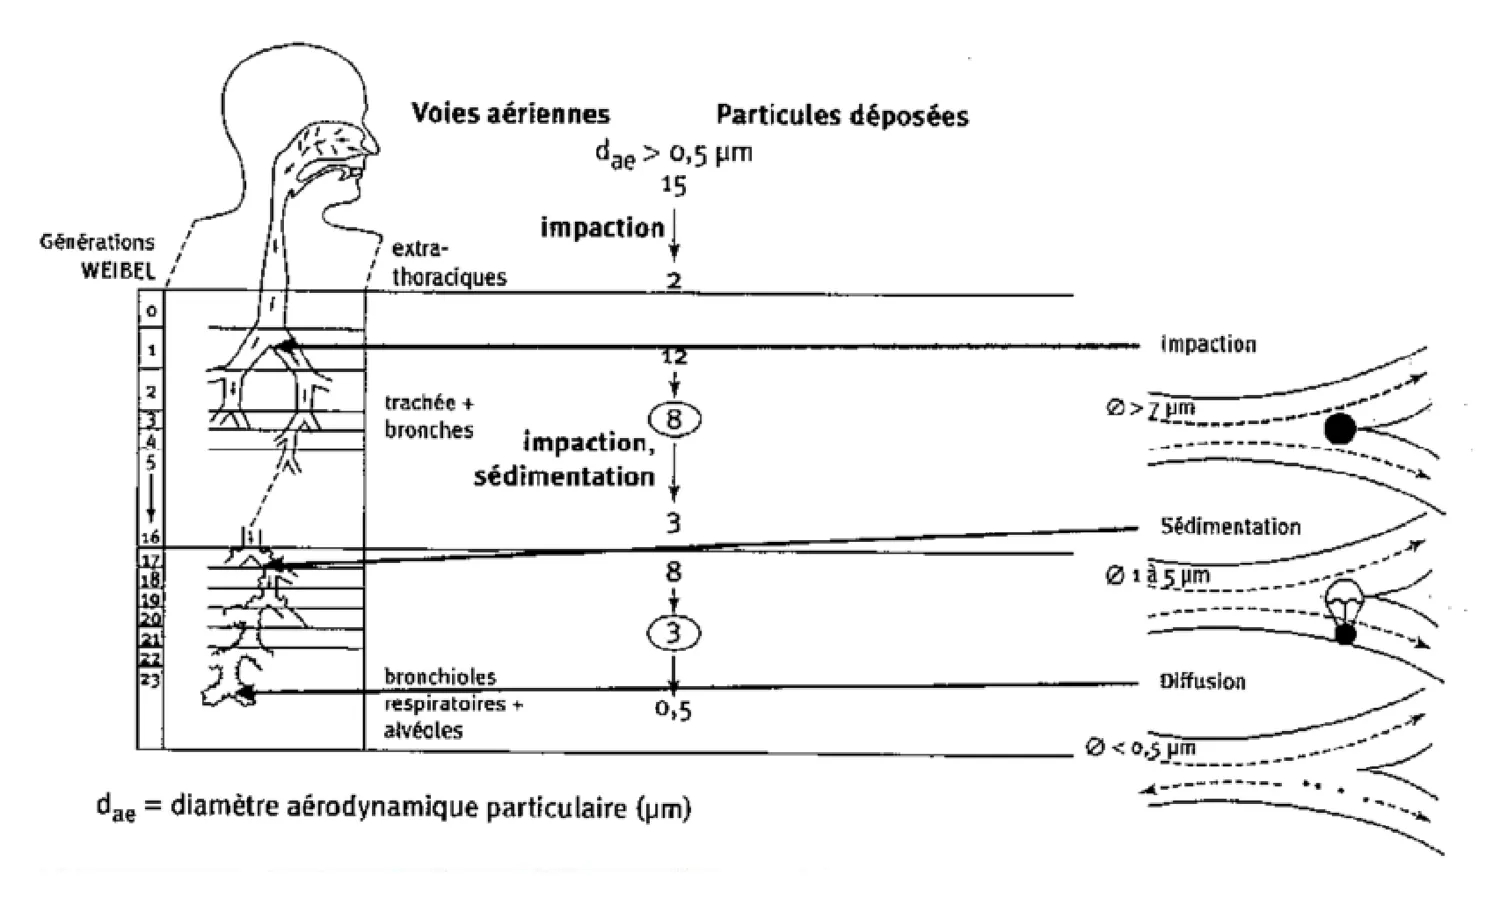 Voies aériennes Particules déposées
dae > 0,5 µm
15
impaction
2
Générations
WEIBEL
extra-
thoraciques
0
1
2
3
4
5
16
17
18
19
20
21
22
23
12
8
impaction,
sédimentation
3
trachée +
bronches
8
3
0,5
bronchioles
respiratoires +
alvéoles
Impaction
Ø > 7 µm
Sédimentation
Ø 1 à 5 µm
Diffusion
Ø < 0,5 µm
dae = diamètre aérodynamique particulaire (µm)